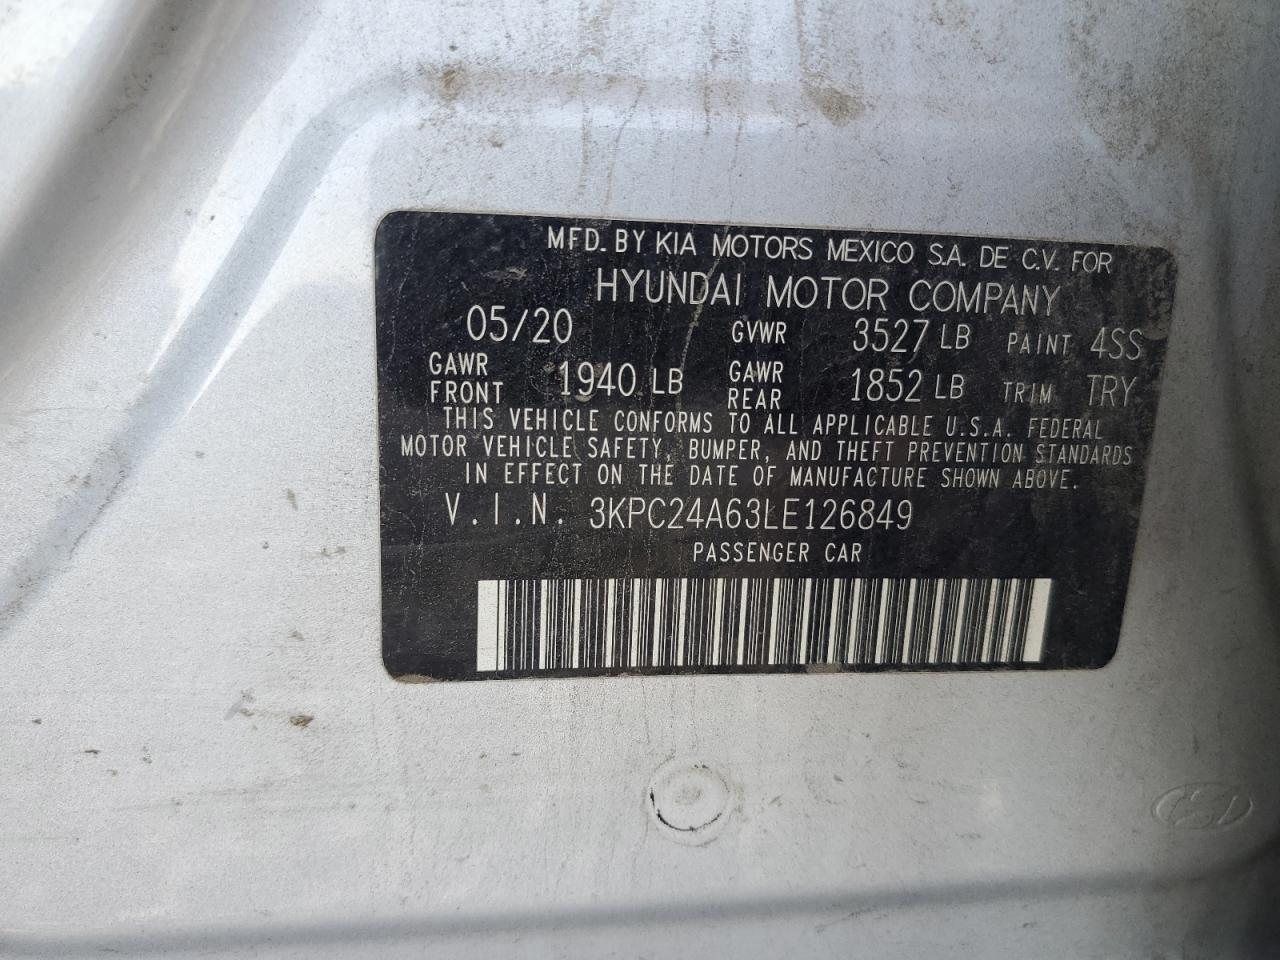 MFD. BY KIA MOTORS MEXICO S.A. DE C.V. FOR
HYUNDAI MOTOR COMPANY
05/20 GVWR 3527 LB PAINT 4SS
GAWR FRONT 1940 LB GAWR REAR 1852 LB TRIM TRY
THIS VEHICLE CONFORMS TO ALL APPLICABLE U.S.A. FEDERAL
MOTOR VEHICLE SAFETY, BUMPER, AND THEFT PREVENTION STANDARDS
IN EFFECT ON THE DATE OF MANUFACTURE SHOWN ABOVE.
V.I.N. 3KPC24A63LE126849
PASSENGER CAR